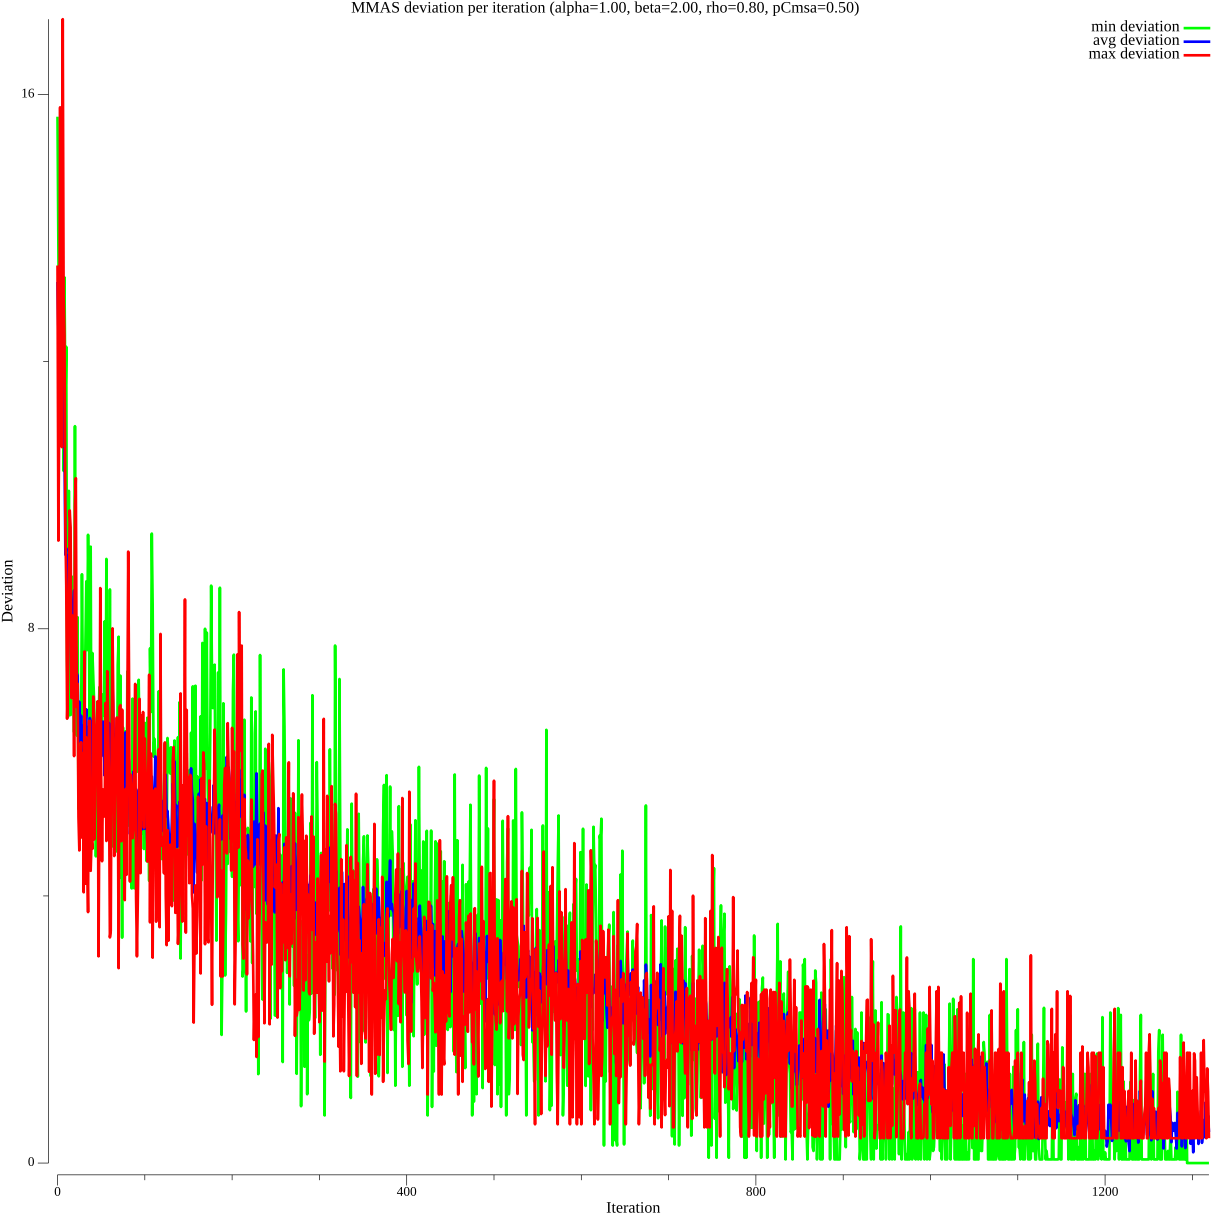 MMAS deviation per iteration (alpha=1.00, beta=2.00, rho=0.80, pCmsa=0.50)
min deviation
avg deviation
max deviation
16
8
0
Deviation
0
400
800
1200
Iteration